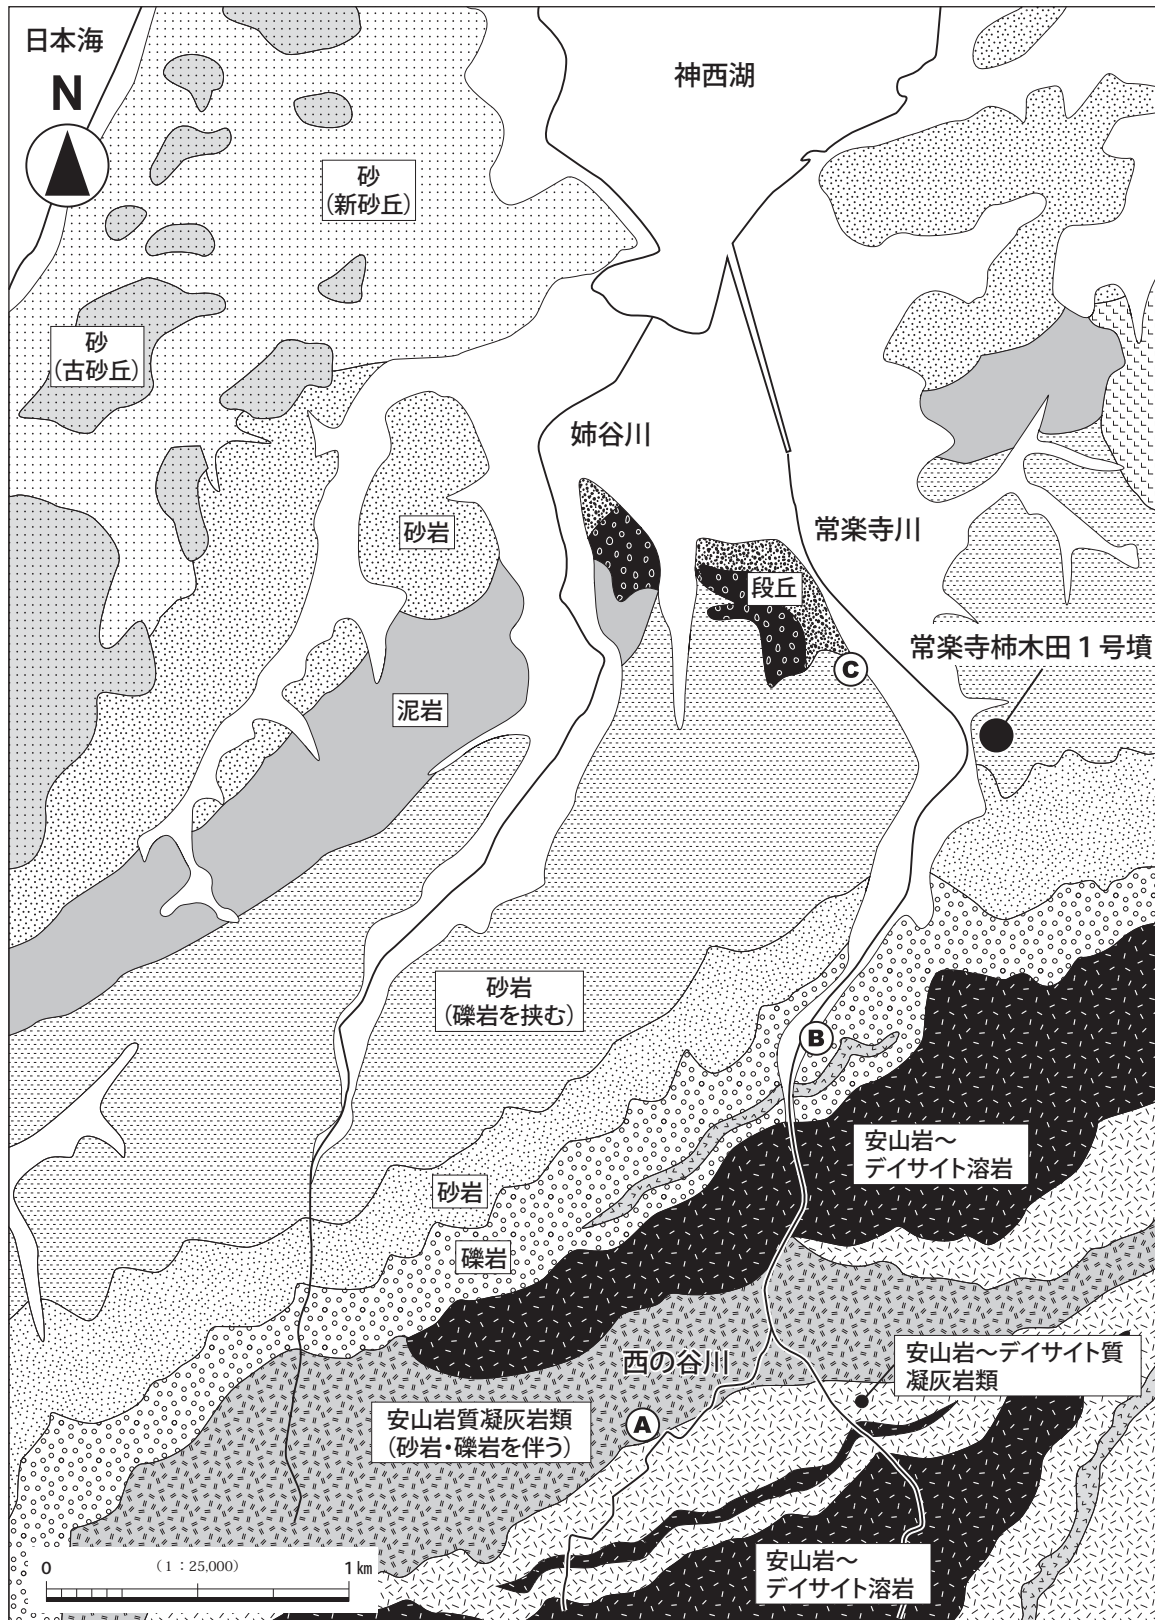 日本海
N
神西湖
砂
(新砂丘)
砂
(古砂丘)
姉谷川
砂岩
常楽寺川
段丘
常楽寺柿木田1号墳
C
泥岩
砂岩
(礫岩を挟む)
B
安山岩～
デイサイト溶岩
砂岩
礫岩
西の谷川
安山岩～デイサイト質
凝灰岩類
A
安山岩質凝灰岩類
(砂岩・礫岩を伴う)
安山岩～
デイサイト溶岩
0 (1:25,000) 1km